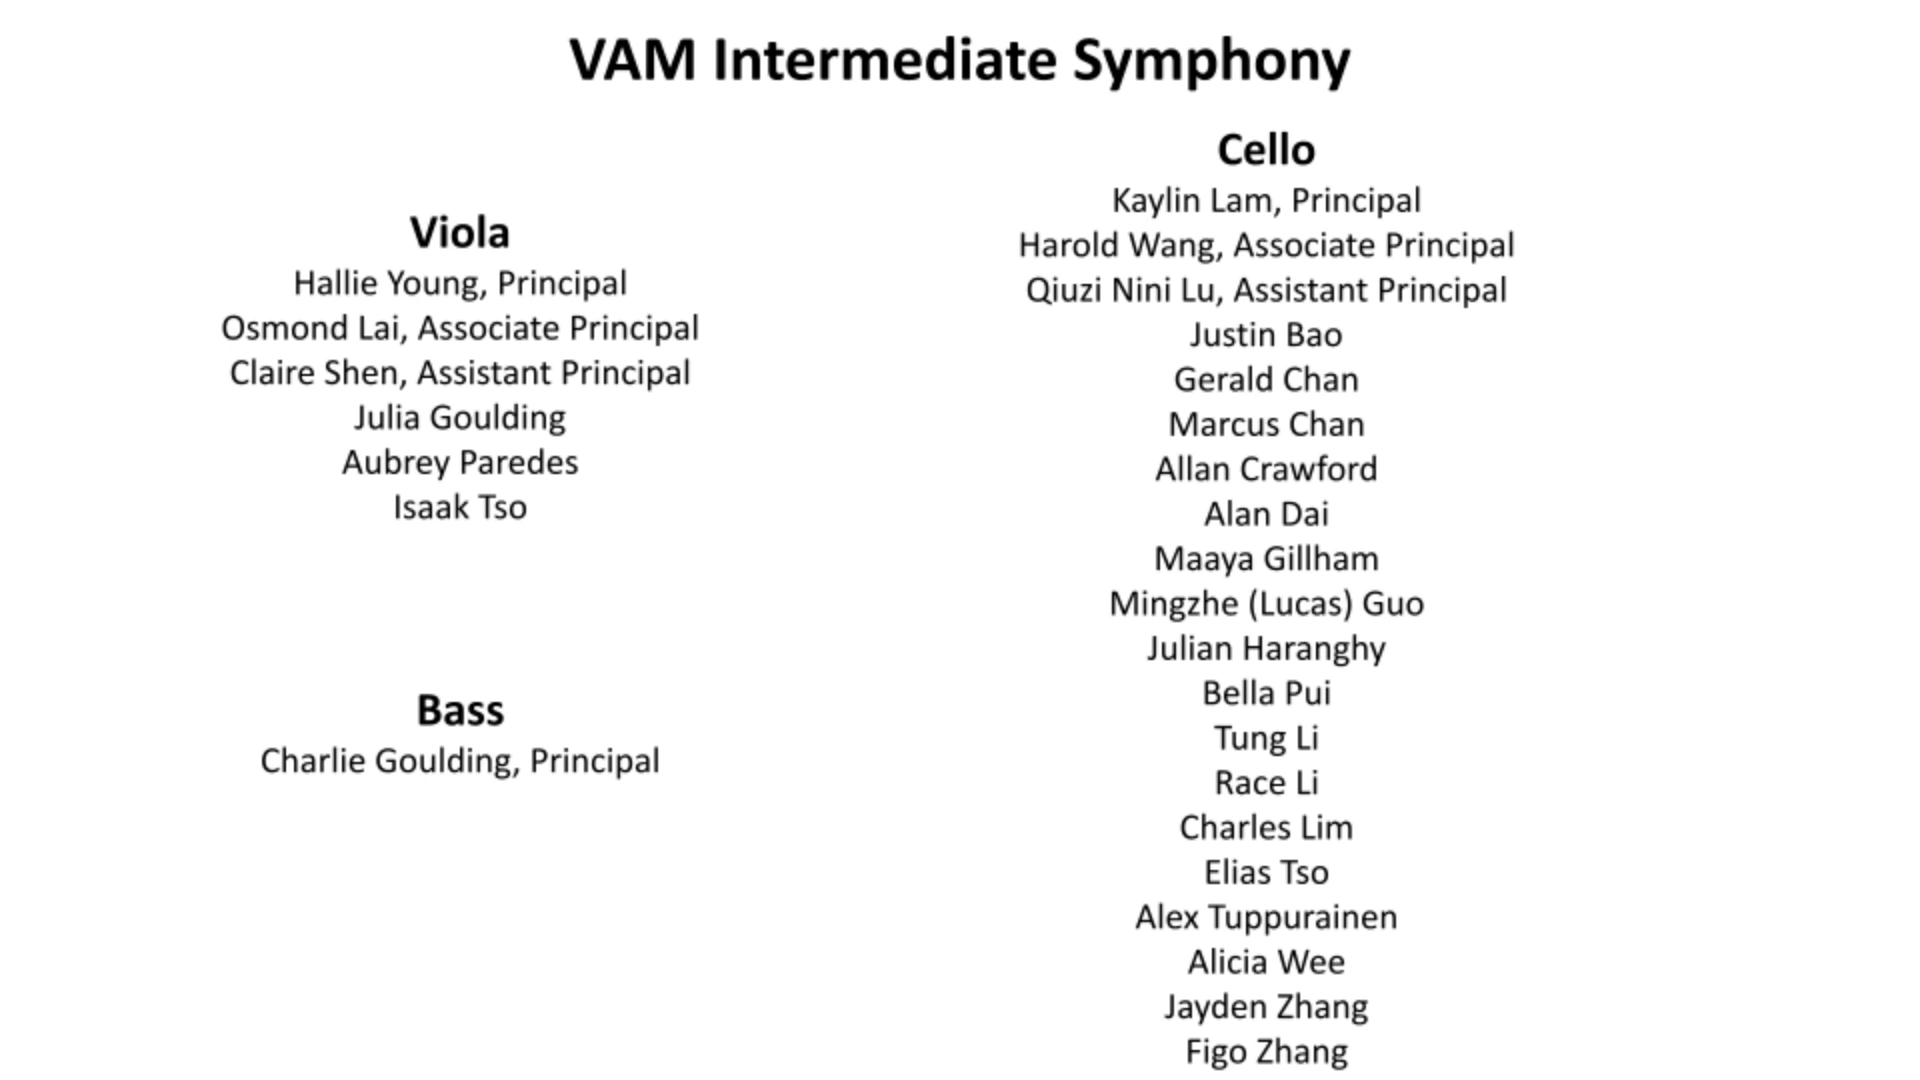 VAM Intermediate Symphony
Viola
Hallie Young, Principal
Osmond Lai, Associate Principal
Claire Shen, Assistant Principal
Julia Goulding
Aubrey Paredes
Isaak Tso
Bass
Charlie Goulding, Principal
Cello
Kaylin Lam, Principal
Harold Wang, Associate Principal
Qiuzi Nini Lu, Assistant Principal
Justin Bao
Gerald Chan
Marcus Chan
Allan Crawford
Alan Dai
Maaya Gillham
Mingzhe (Lucas) Guo
Julian Haranghy
Bella Pui
Tung Li
Race Li
Charles Lim
Elias Tso
Alex Tuppurainen
Alicia Wee
Jayden Zhang
Figo Zhang